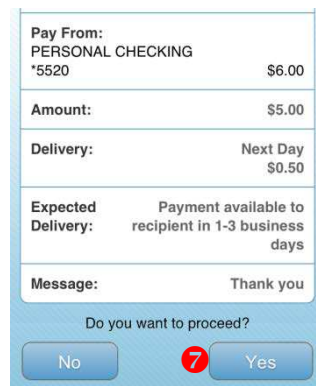 Pay From:
PERSONAL CHECKING
*5520 $6.00
Amount: $5.00
Delivery: Next Day
$0.50
Expected Payment available to
Delivery: recipient in 1-3 business
days
Message: Thank you
Do you want to proceed?
No 7 Yes